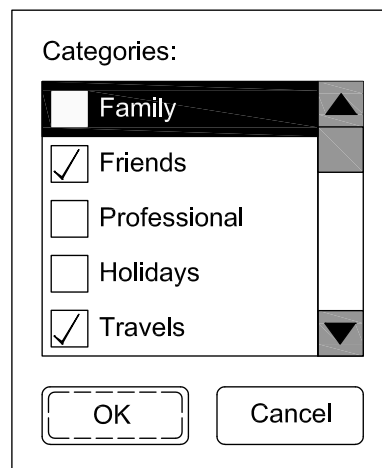 Categories:
Family
Friends
Professional
Holidays
Travels
OK
Cancel